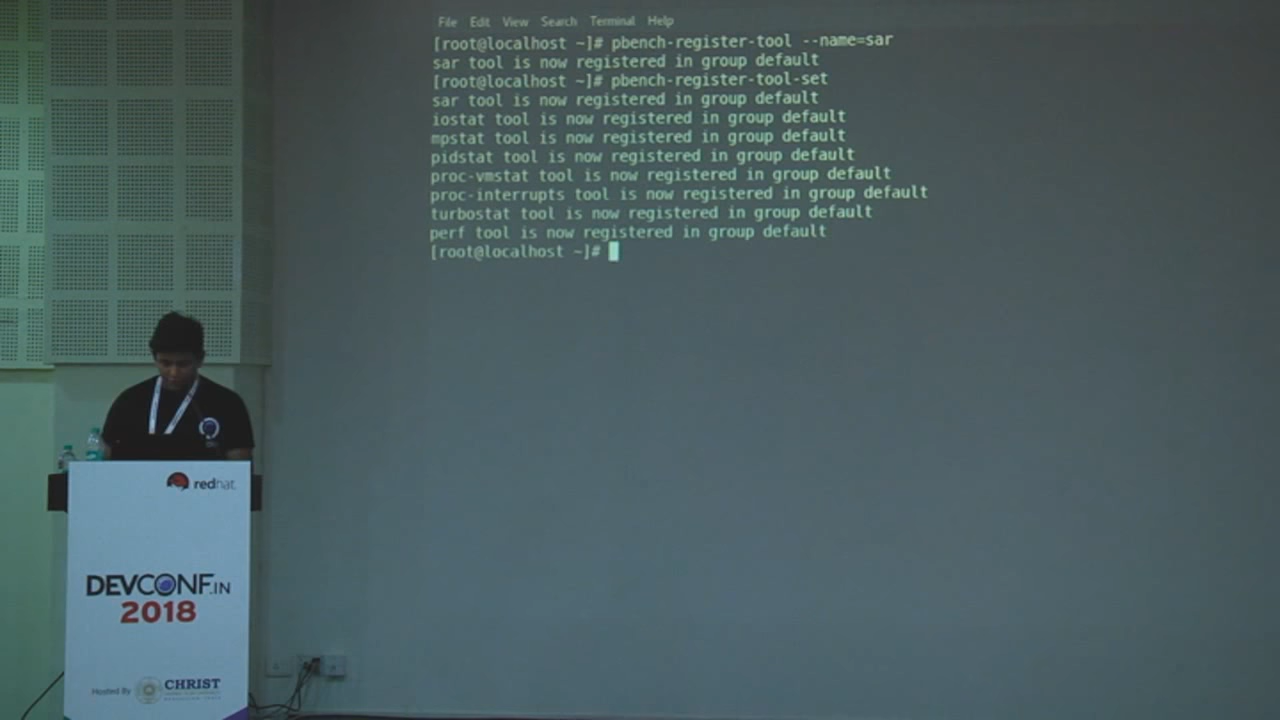 File Edit View Search Terminal Help
[root@localhost ~]# pbench-register-tool --name=sar
sar tool is now registered in group default
[root@localhost ~]# pbench-register-tool-set
sar tool is now registered in group default
iostat tool is now registered in group default
mpstat tool is now registered in group default
pidstat tool is now registered in group default
proc-vmstat tool is now registered in group default
proc-interrupts tool is now registered in group default
turbostat tool is now registered in group default
perf tool is now registered in group default
[root@localhost ~]#
redhat.
DEVCONF.IN
2018
Hosted By
CHRIST